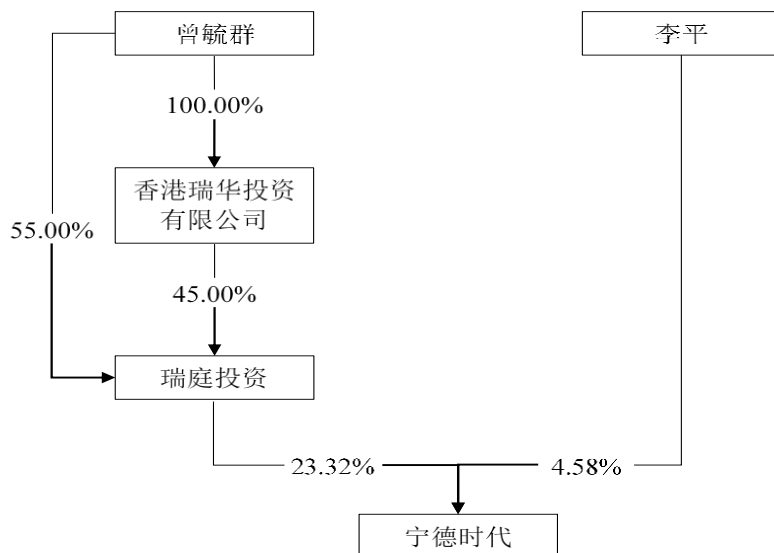 曾毓群
李平
100.00%
香港瑞华投资
有限公司
55.00%
45.00%
瑞庭投资
23.32%
4.58%
宁德时代